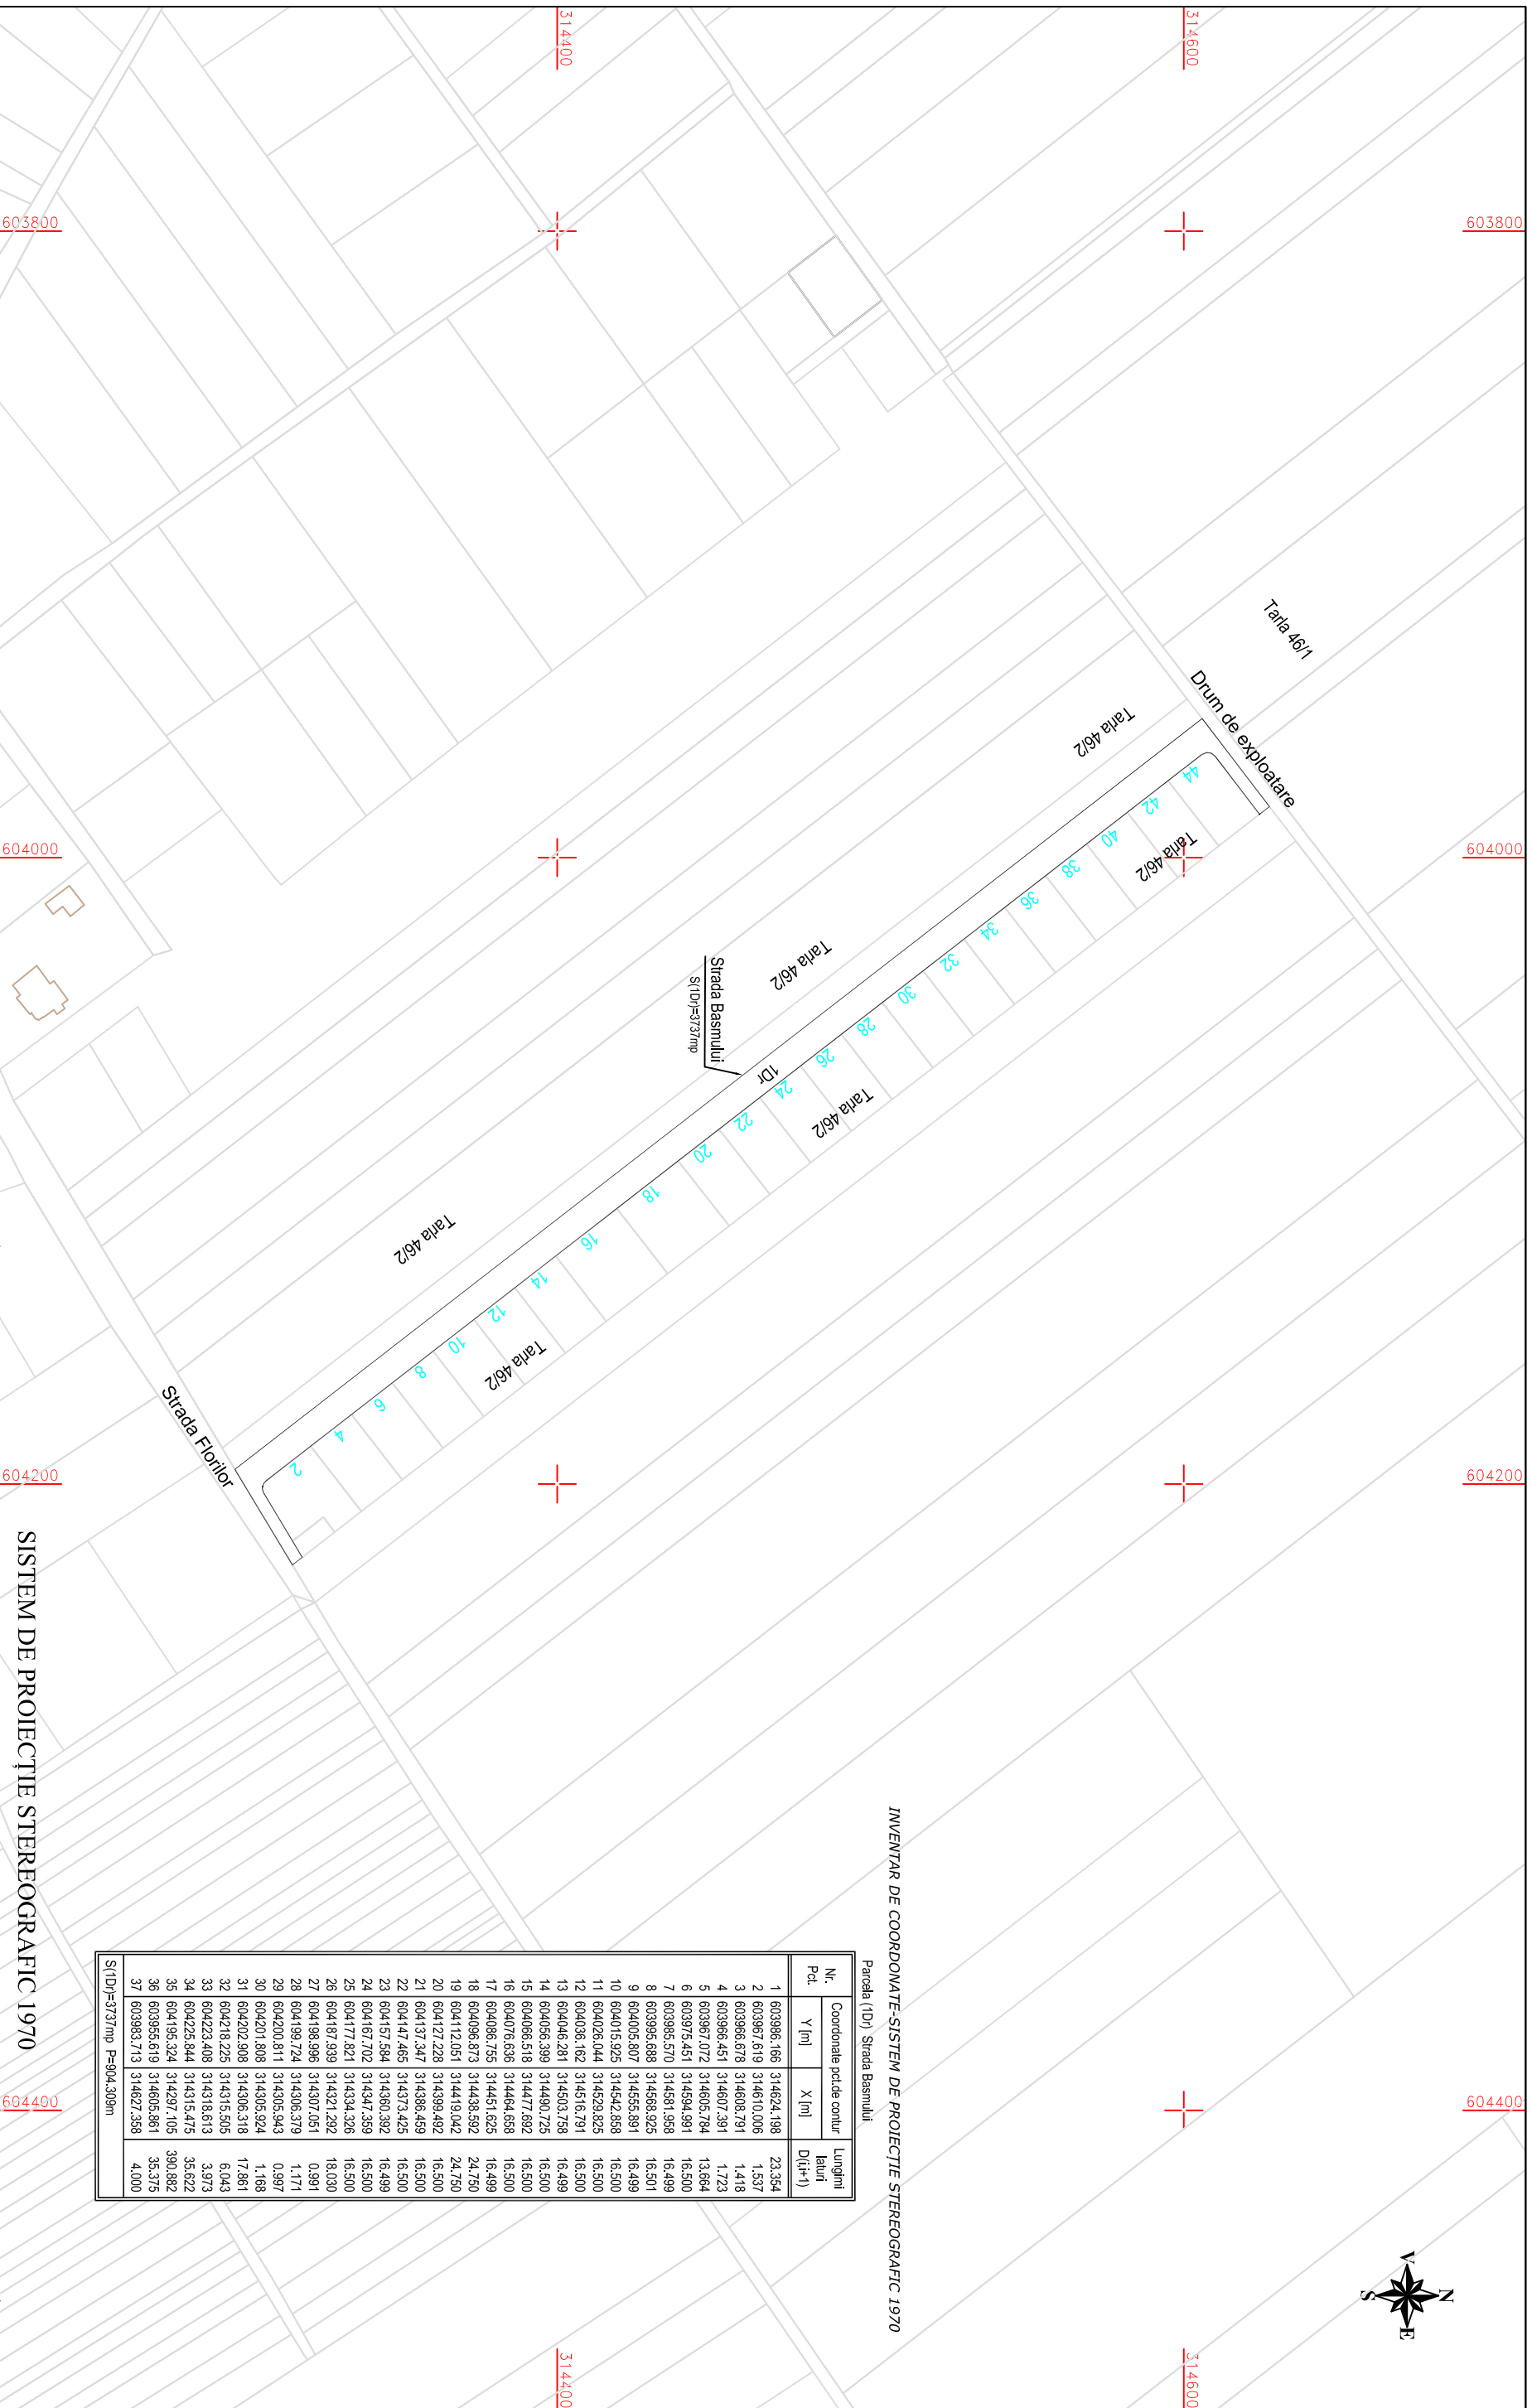 314400
314600
603800
603800
Tarla 46/1
Drum de exploatare
Tarla 46/2
44
42
40
Tarla 46/2
38
36
34
32
30
28
26
24
22
20
18
16
14
12
10
8
6
4
2
604000
604000
Tarla 46/2
Strada Basmului
S(1Dr)=3737mp
1Dr
Tarla 46/2
Tarla 46/2
Tarla 46/2
Strada Florilor
604200
604200
SISTEM DE PROIECȚIE STEREOGRAFIC 1970
604400
604400
314400
314600
N
V
E
S
INVENTAR DE COORDONATE-SISTEM DE PROIECȚIE STEREOGRAFIC 1970
Parcela (1Dr) Strada Basmului
Nr. Pct. Coordonate pct.de contur Lungimi laturi D(i,i+1)
Y [m] X [m]
1 603986.166 314624.198 23.354
2 603967.619 314610.006 1.537
3 603966.678 314608.791 1.418
4 603966.451 314607.391 1.723
5 603967.072 314605.784 13.664
6 603975.451 314594.991 16.500
7 603985.570 314581.958 16.499
8 603995.688 314568.925 16.501
9 604005.807 314555.891 16.499
10 604015.925 314542.858 16.500
11 604026.044 314529.825 16.500
12 604036.162 314516.791 16.500
13 604046.281 314503.758 16.499
14 604056.399 314490.725 16.500
15 604066.518 314477.692 16.500
16 604076.636 314464.658 16.500
17 604086.755 314451.625 16.499
18 604096.873 314438.592 24.750
19 604112.051 314419.042 24.750
20 604127.228 314399.492 16.500
21 604137.347 314386.459 16.500
22 604147.465 314373.425 16.500
23 604157.584 314360.392 16.499
24 604167.702 314347.359 16.500
25 604177.821 314334.326 16.500
26 604187.939 314321.292 18.030
27 604198.996 314307.051 0.991
28 604199.724 314306.379 1.171
29 604200.811 314305.943 0.997
30 604201.808 314305.924 1.168
31 604202.908 314306.318 17.861
32 604218.225 314315.505 6.043
33 604223.408 314318.613 3.973
34 604225.844 314315.475 35.622
35 604195.324 314297.105 390.882
36 603955.619 314605.861 35.375
37 603983.713 314627.358 4.000
S(1Dr)=3737mp P=904.309m